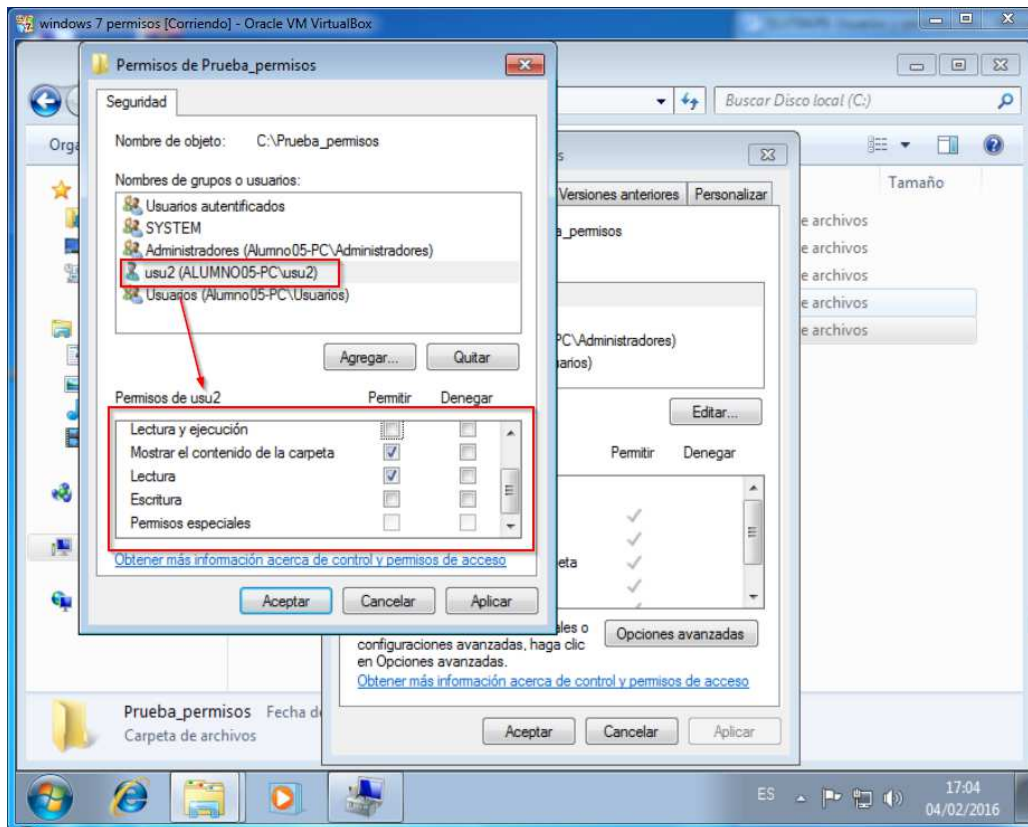 windows 7 permisos [Corriendo] - Oracle VM VirtualBox
Permisos de Prueba_permisos
Seguridad
Nombre de objeto: C:\Prueba_permisos
Nombres de grupos o usuarios:
Usuarios autentificados
SYSTEM
Administradores (Alumno05-PC\Administradores)
usu2 (ALUMNO05-PC\usu2)
Usuarios (Alumno05-PC\Usuarios)
Agregar... Quitar
Permisos de usu2 Permitir Denegar
Lectura y ejecución
Mostrar el contenido de la carpeta
Lectura
Escritura
Permisos especiales
Obtener más información acerca de control y permisos de acceso
Aceptar Cancelar Aplicar
Buscar Disco local (C:)
Orga
Tamaño
e archivos
e archivos
e archivos
e archivos
e archivos
s
Versiones anteriores Personalizar
a_permisos
PC\Administradores)
arios)
Editar...
Permitir Denegar
eta
ales o
configuraciones avanzadas, haga clic
en Opciones avanzadas.
Opciones avanzadas
Obtener más información acerca de control y permisos de acceso
Aceptar Cancelar Aplicar
Prueba_permisos Fecha d
Carpeta de archivos
ES
17:04
04/02/2016